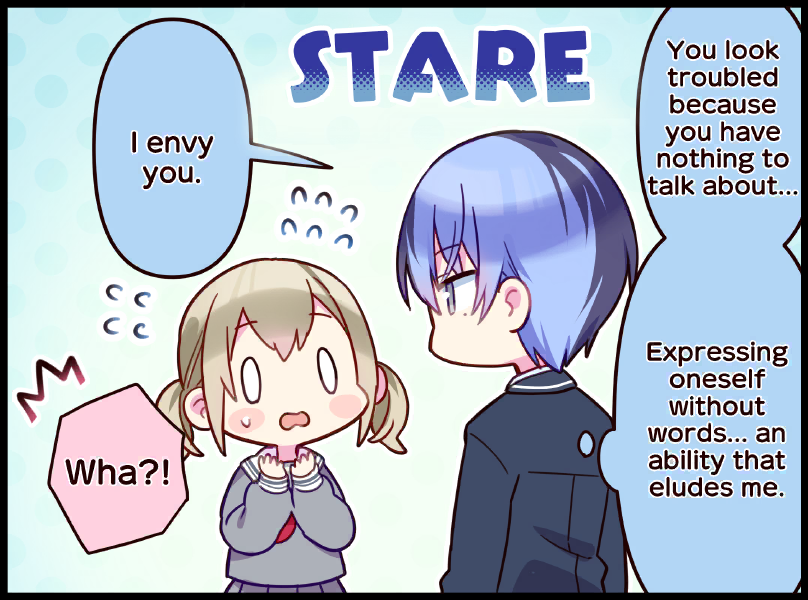 STARE
You look
troubled
because
you have
nothing to
talk about...
Expressing
oneself
without
words... an
ability that
eludes me.
I envy
you.
Wha?!